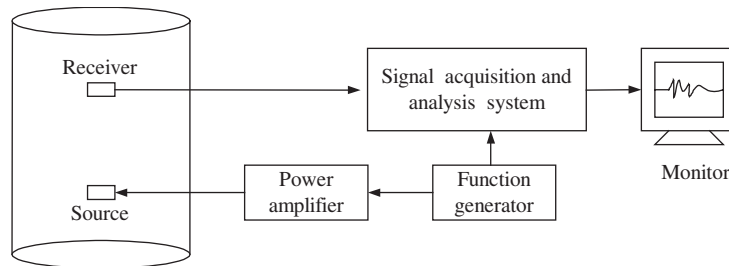 Receiver
Signal acquisition and
analysis system
Monitor
Power
amplifier
Function
generator
Source